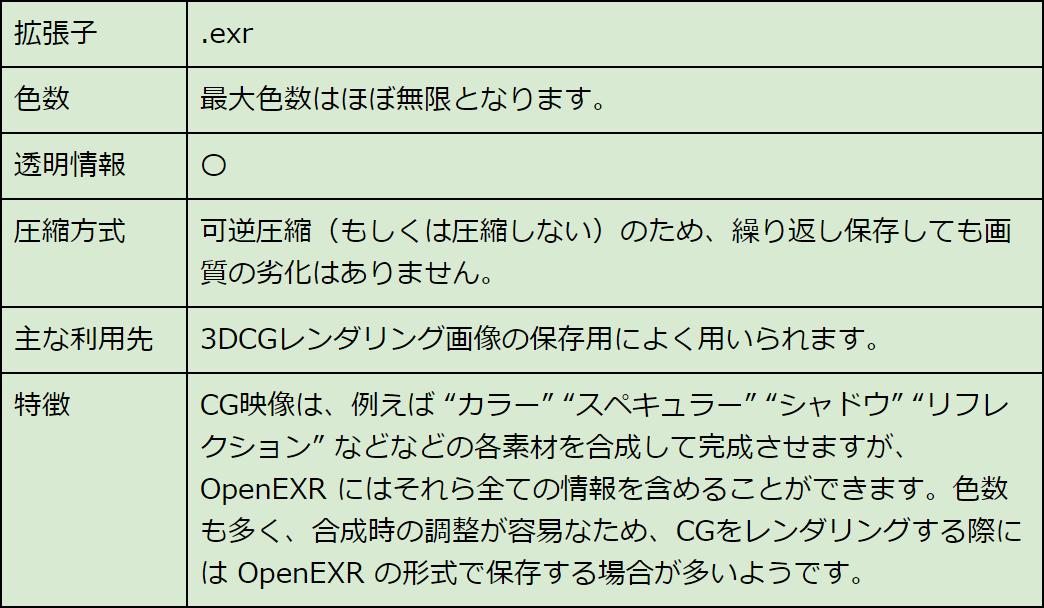 拡張子
.exr
色数
最大色数はほぼ無限となります。
透明情報
〇
圧縮方式
可逆圧縮（もしくは圧縮しない）のため、繰り返し保存しても画
質の劣化はありません。
主な利用先
3DCGレンダリング画像の保存用によく用いられます。
特徴
CG映像は、例えば “カラー” “スペキュラー” “シャドウ” “リフレ
クション” などなどの各素材を合成して完成させますが、
OpenEXR にはそれら全ての情報を含めることができます。色数
も多く、合成時の調整が容易なため、CGをレンダリングする際に
は OpenEXR の形式で保存する場合が多いようです。